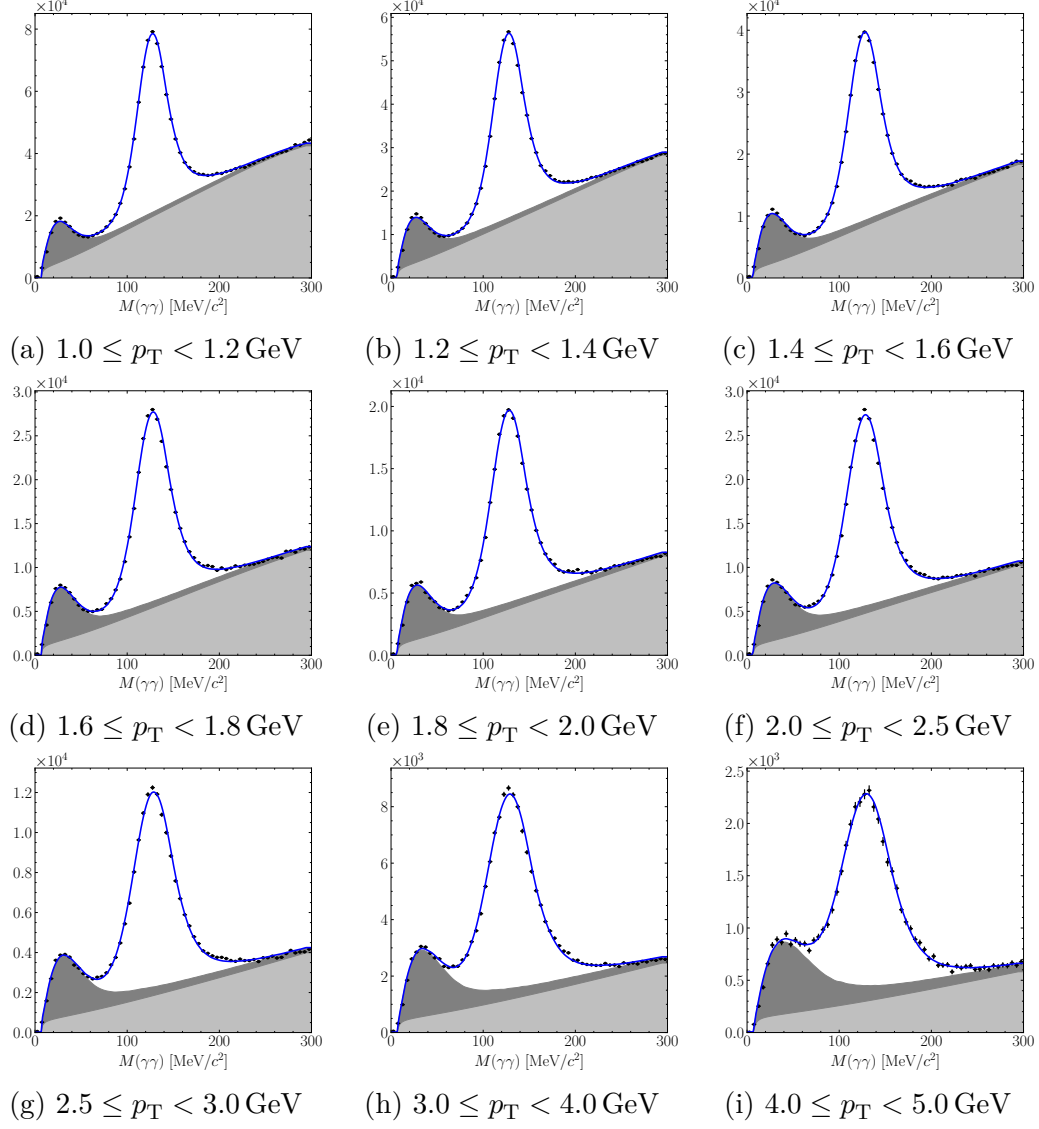 ×10⁴ ×10⁴ ×10⁴
8 6 4
6 5 3
4 4 2
2 3 1
0 2 0
1
0
0 100 200 300 0 100 200 300 0 100 200 300
M(γγ) [MeV/c²] M(γγ) [MeV/c²] M(γγ) [MeV/c²]
(a) 1.0 ≤ p_T < 1.2 GeV (b) 1.2 ≤ p_T < 1.4 GeV (c) 1.4 ≤ p_T < 1.6 GeV
×10⁴ ×10⁴ ×10⁴
3.0 2.0 3.0
2.5 1.5 2.5
2.0 1.0 2.0
1.5 0.5 1.5
1.0 0.0 1.0
0.5 0.5
0.0 0.0
0 100 200 300 0 100 200 300 0 100 200 300
M(γγ) [MeV/c²] M(γγ) [MeV/c²] M(γγ) [MeV/c²]
(d) 1.6 ≤ p_T < 1.8 GeV (e) 1.8 ≤ p_T < 2.0 GeV (f) 2.0 ≤ p_T < 2.5 GeV
×10⁴ ×10³ ×10³
1.2 8 2.5
1.0 6 2.0
0.8 4 1.5
0.6 2 1.0
0.4 0 0.5
0.2 0.0
0.0
0 100 200 300 0 100 200 300 0 100 200 300
M(γγ) [MeV/c²] M(γγ) [MeV/c²] M(γγ) [MeV/c²]
(g) 2.5 ≤ p_T < 3.0 GeV (h) 3.0 ≤ p_T < 4.0 GeV (i) 4.0 ≤ p_T < 5.0 GeV